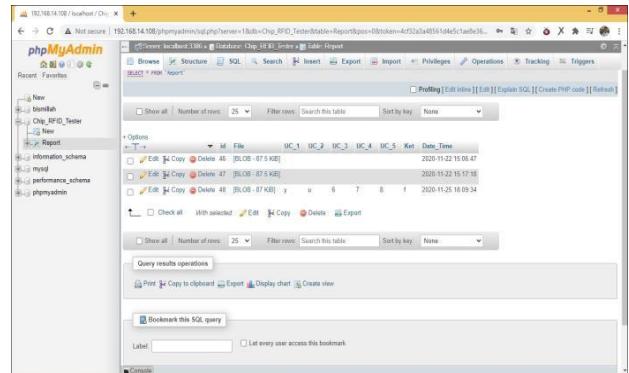 192.168.14.108 / localhost / Chip
Not secure | 192.168.14.108/phpmyadmin/sql.php?server=1&db=Chip_RFID_Tester&table=Report&pos=0&token=4cf32a3a48561d4e5c1ae8e36...
phpMyAdmin
Recent Favorites
New
bismillah
Chip_RFID_Tester
New
Report
information_schema
mysql
performance_schema
phpmyadmin
Server: localhost:3306 » Database: Chip_RFID_Tester » Table: Report
Browse Structure SQL Search Insert Export Import Privileges Operations Tracking Triggers
SELECT * FROM `Report`
Profiling [ Edit inline ] [ Edit ] [ Explain SQL ] [ Create PHP code ] [ Refresh ]
Show all Number of rows: 25 Filter rows: Search this table Sort by key: None
+ Options
←T→ id File UC_1 UC_2 UC_3 UC_4 UC_5 Ket Date_Time
Edit Copy Delete 46 [BLOB - 87.5 KiB] 2020-11-22 15:06:47
Edit Copy Delete 47 [BLOB - 87.5 KiB] 2020-11-22 15:17:18
Edit Copy Delete 48 [BLOB - 87 KiB] y u 6 7 8 f 2020-11-25 18:09:34
Check all With selected: Edit Copy Delete Export
Show all Number of rows: 25 Filter rows: Search this table Sort by key: None
Query results operations
Print Copy to clipboard Export Display chart Create view
Bookmark this SQL query
Label: Let every user access this bookmark
Console